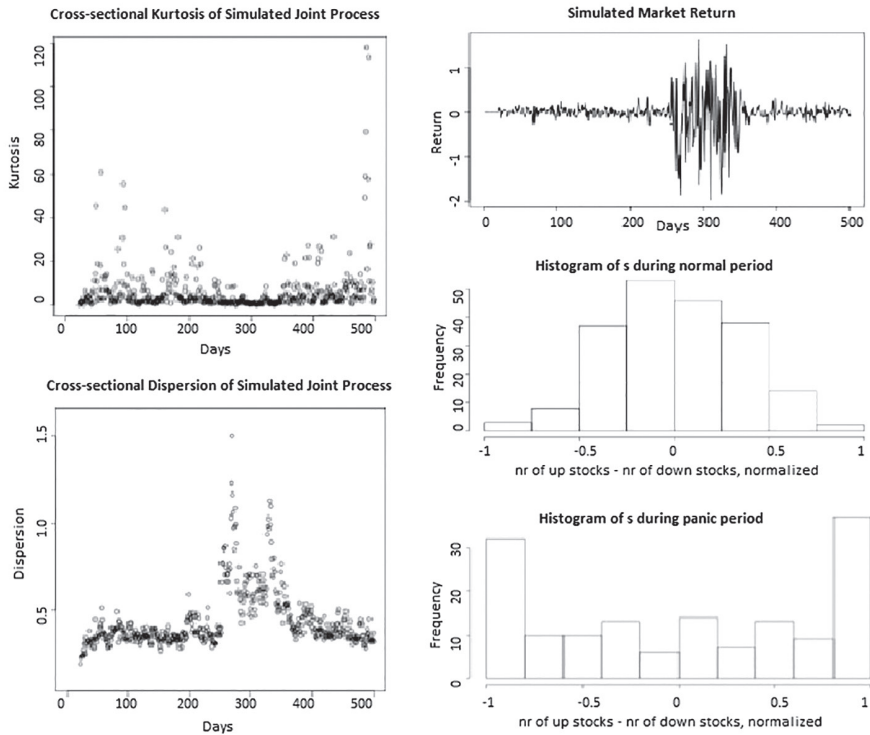 Cross-sectional Kurtosis of Simulated Joint Process
120
100
80
60
40
20
0
Kurtosis
0 100 200 300 400 500
Days
Cross-sectional Dispersion of Simulated Joint Process
1.5
1.0
0.5
Dispersion
0 100 200 300 400 500
Days
Simulated Market Return
1
0
-1
-2
Return
0 100 200 300 400 500
Days
Histogram of s during normal period
50
40
30
20
10
0
Frequency
-1 -0.5 0 0.5 1
nr of up stocks - nr of down stocks, normalized
Histogram of s during panic period
30
20
10
0
Frequency
-1 -0.5 0 0.5 1
nr of up stocks - nr of down stocks, normalized